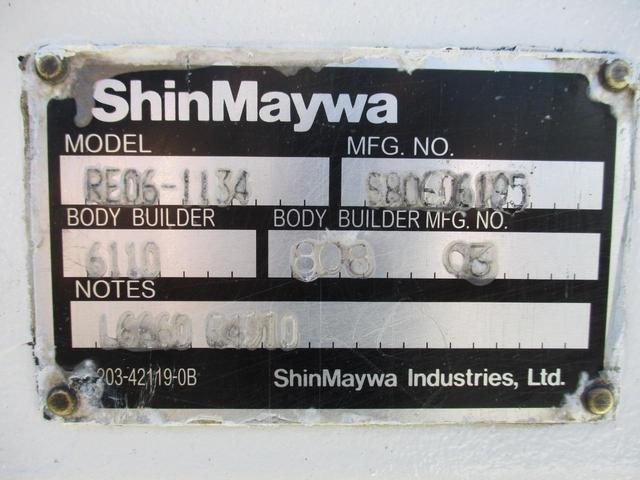 ShinMaywa
MODEL MFG. NO.
RE06-1134
BODY BUILDER BODY BUILDER MFG. NO.
6110 808 03
NOTES
203-42119-0B ShinMaywa Industries, Ltd.